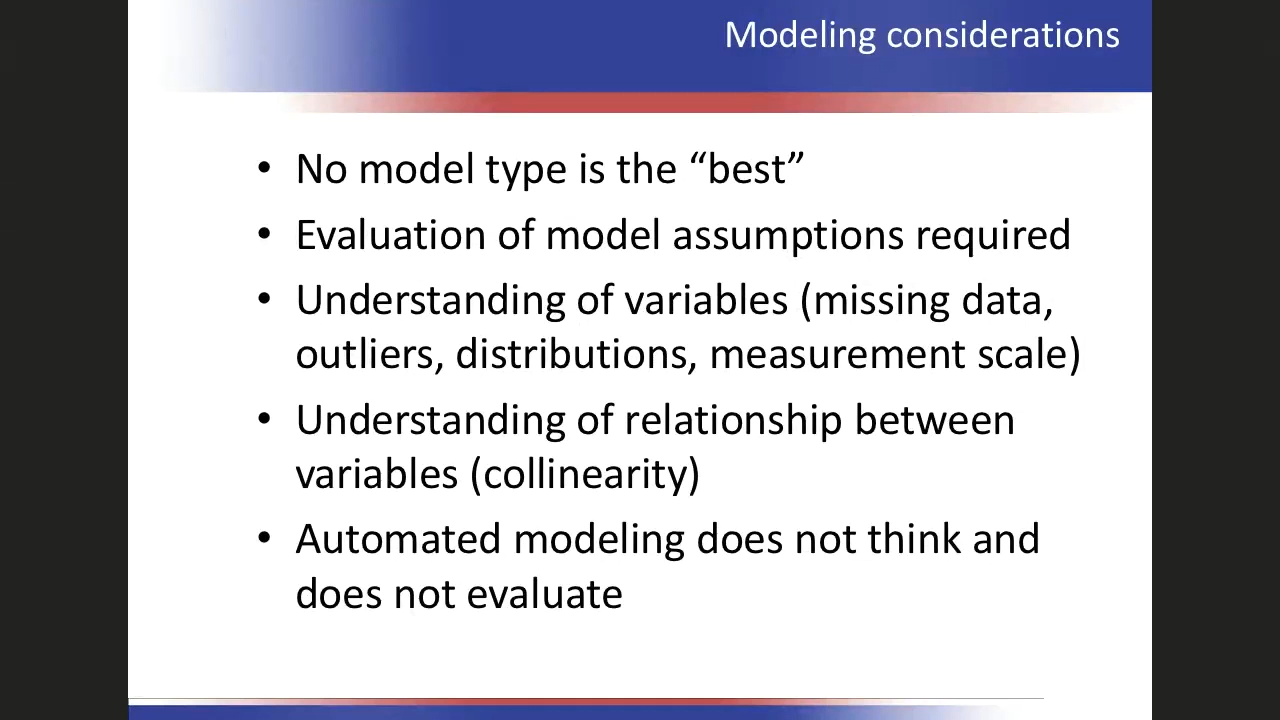 Modeling considerations
• No model type is the “best”
• Evaluation of model assumptions required
• Understanding of variables (missing data,
outliers, distributions, measurement scale)
• Understanding of relationship between
variables (collinearity)
• Automated modeling does not think and
does not evaluate